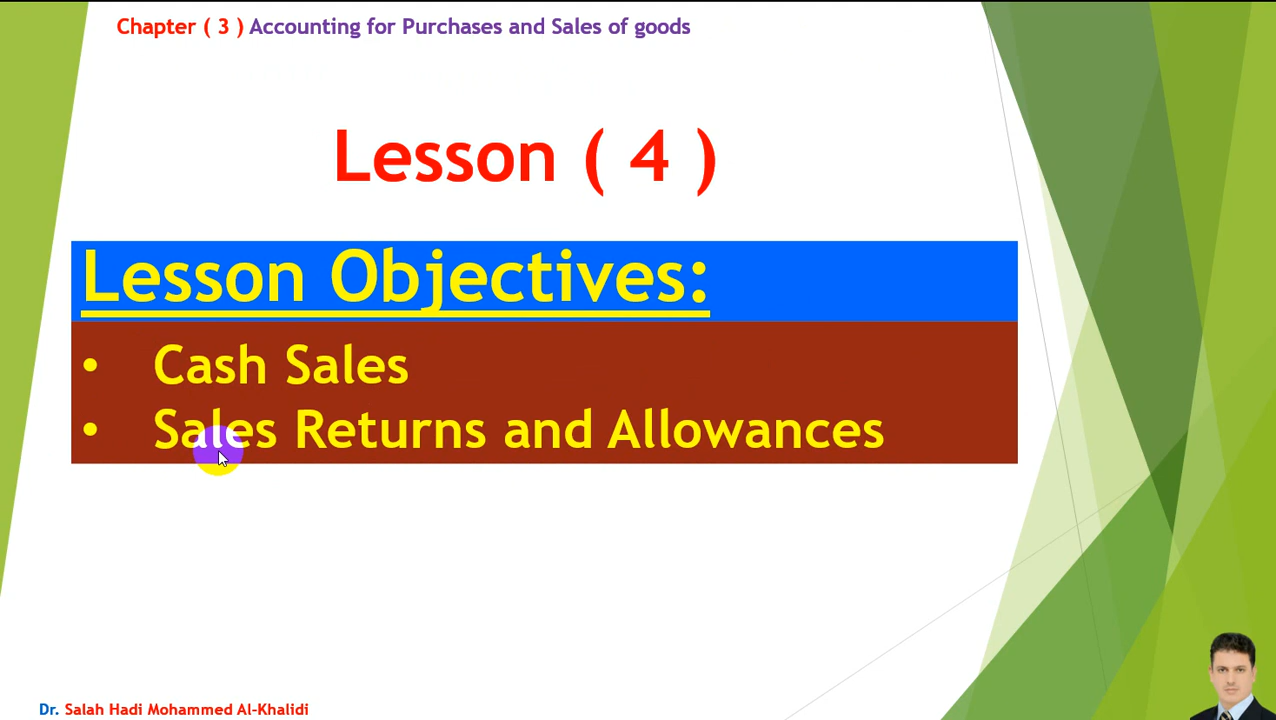 Chapter ( 3 ) Accounting for Purchases and Sales of goods
Lesson ( 4 )
Lesson Objectives:
• Cash Sales
• Sales Returns and Allowances
Dr. Salah Hadi Mohammed Al-Khalidi